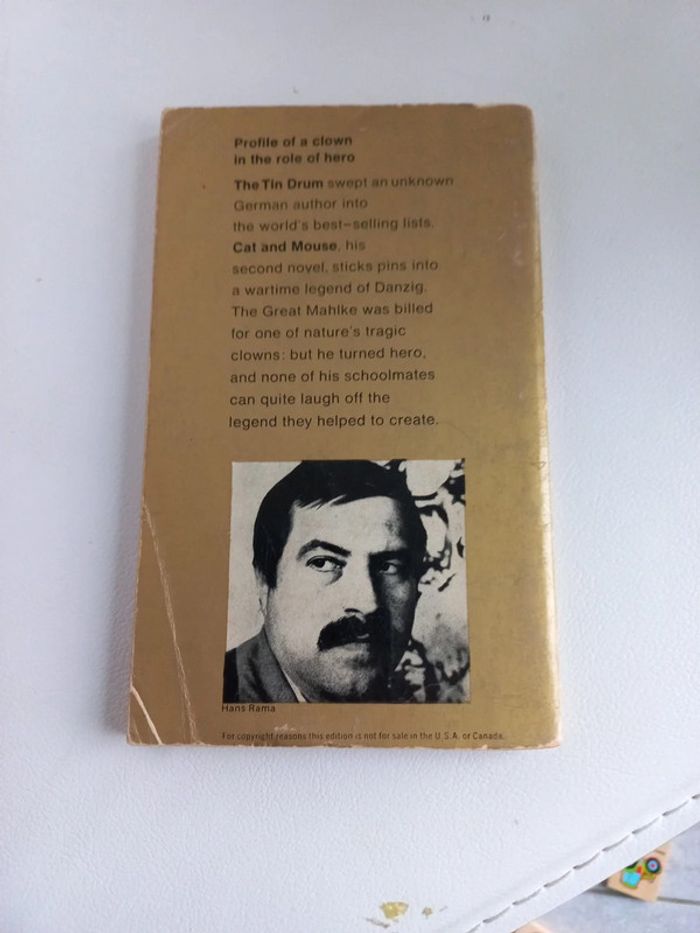 Profile of a clown
in the role of hero
The Tin Drum swept an unknown
German author into
the world's best-selling lists.
Cat and Mouse, his
second novel, sticks pins into
a wartime legend of Danzig.
The Great Mahlke was billed
for one of nature's tragic
clowns: but he turned hero,
and none of his schoolmates
can quite laugh off the
legend they helped to create.
Hans Rama
For copyright reasons this edition is not for sale in the U.S.A. or Canada.